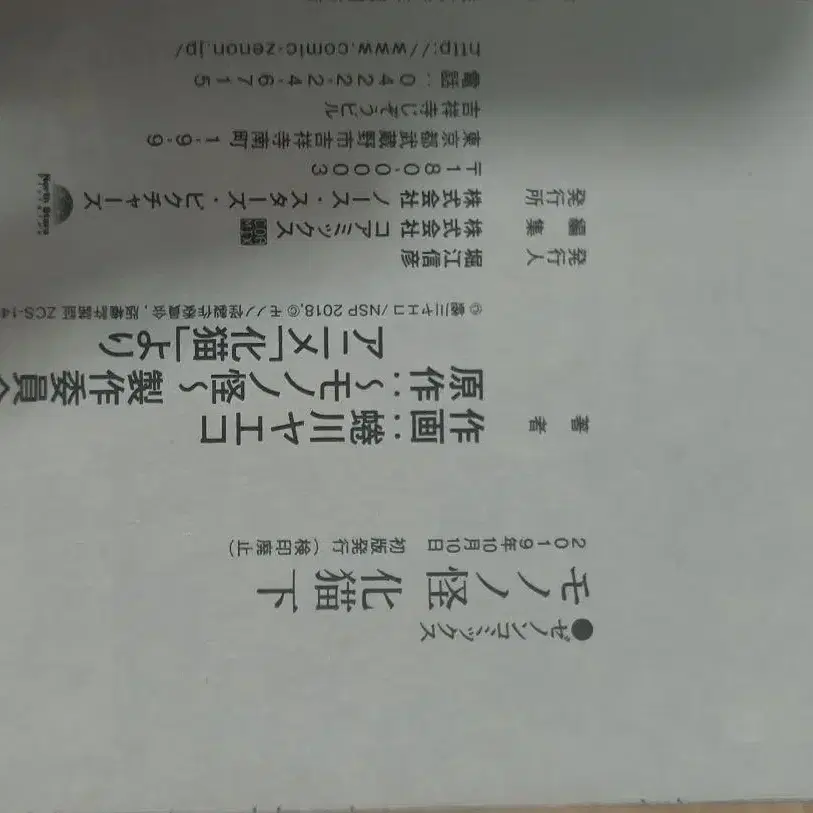 ●ゼノンコミックス
モノノ怪 化猫 下
2019年10月10日 初版発行(検印廃止)
著者 作画:蜷川ヤエコ
原作:〜モノノ怪〜 製作委員会
アニメ「化猫」より
© 蜷川ヤエコ/NSP 2018,© モノノ怪製作委員会, 版権許諾証 ZCS-14
発行人 堀江信彦
編集 株式会社 コアミックス
発行所 株式会社 ノース・スターズ・ピクチャーズ
North Stars
〒180-0003
東京都武蔵野市吉祥寺南町 1-9-9
吉祥寺じぞうビル
電話:0422-24-6715
http://www.comic-zenon.jp/